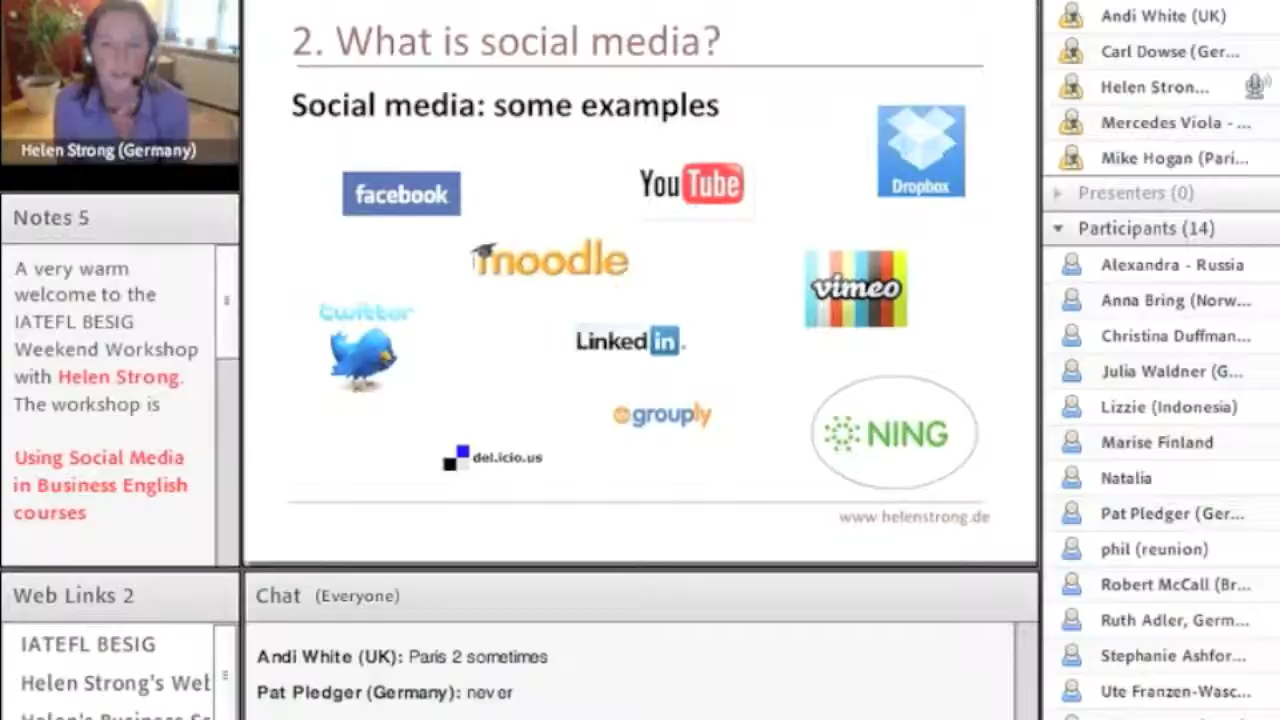 Helen Strong (Germany)
Notes 5
A very warm
welcome to the
IATEFL BESIG
Weekend Workshop
with Helen Strong.
The workshop is
Using Social Media
in Business English
courses
Web Links 2
IATEFL BESIG
Helen Strong's Web
2. What is social media?
Social media: some examples
facebook
YouTube
Dropbox
moodle
vimeo
twitter
Linked in
grouply
NING
del.icio.us
www.helenstrong.de
Chat (Everyone)
Andi White (UK): Paris 2 sometimes
Pat Pledger (Germany): never
Andi White (UK)
Carl Dowse (Ger...
Helen Stron...
Mercedes Viola - ...
Mike Hogan (Pari...
Presenters (0)
Participants (14)
Alexandra - Russia
Anna Bring (Norw...
Christina Duffman...
Julia Waldner (G...
Lizzie (Indonesia)
Marise Finland
Natalia
Pat Pledger (Ger...
phil (reunion)
Robert McCall (Br...
Ruth Adler, Germ...
Stephanie Ashfor...
Ute Franzen-Wasc...